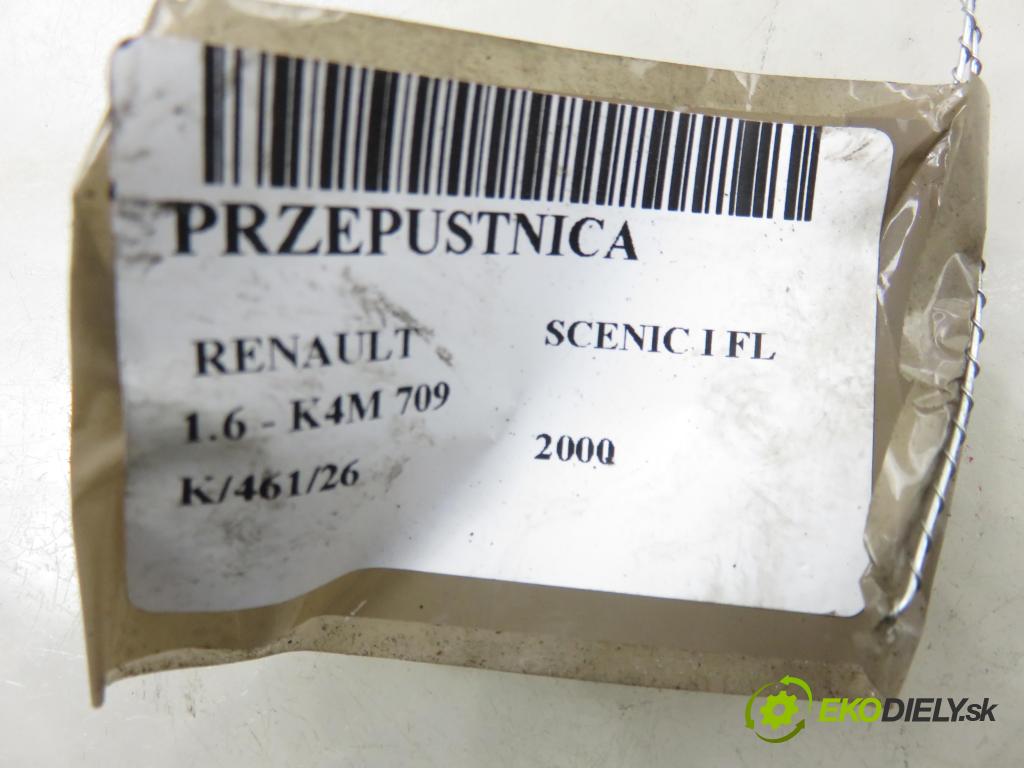 PRZEPUSTNICA
RENAULT SCENIC I FL
1.6 - K4M 709
2000
K/461/26
EKODIELY.sk